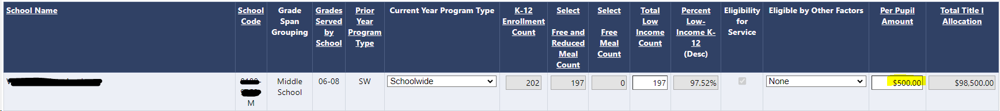 School Name
School Code
Grade Span Grouping
Grades Served by School
Prior Year Program Type
Current Year Program Type
K-12 Enrollment Count
Select Free and Reduced Meal Count
Select Free Meal Count
Total Low Income Count
Percent Low-Income K-12 (Desc)
Eligibility for Service
Eligible by Other Factors
Per Pupil Amount
Total Title I Allocation
M
Middle School
06-08
SW
Schoolwide
202
197
0
197
97.52%
None
$500.00
$98,500.00